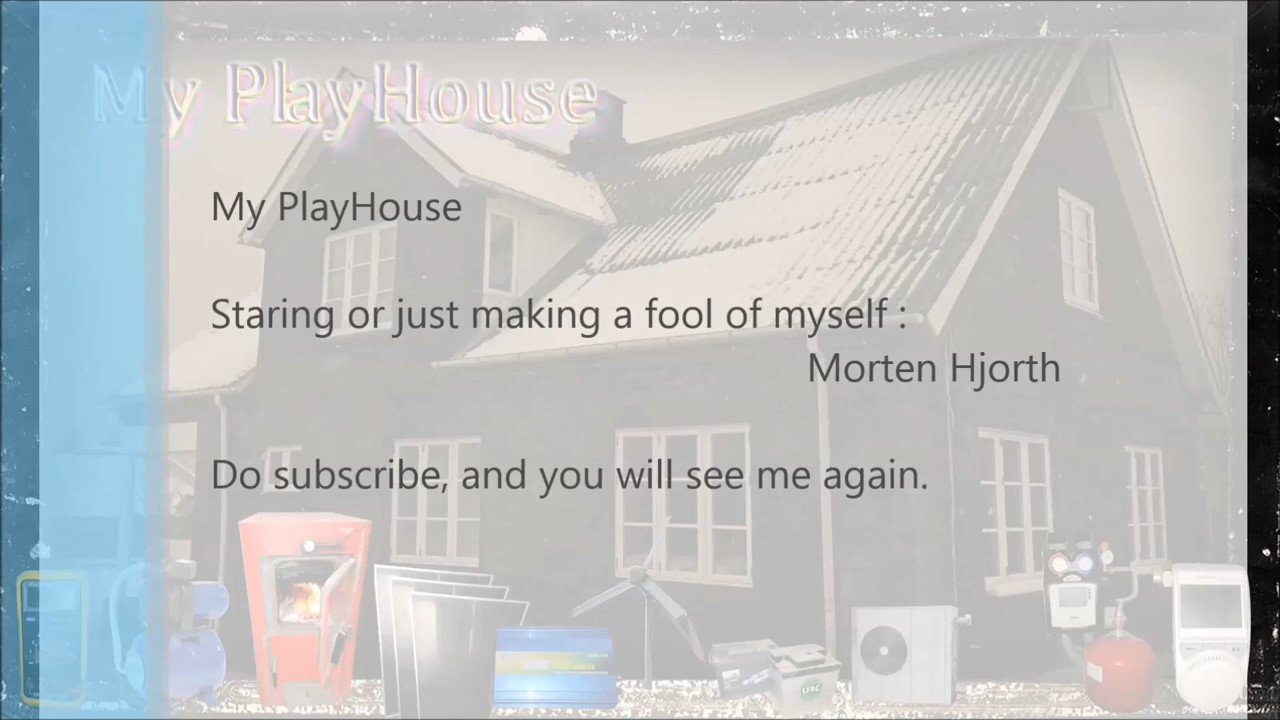 My PlayHouse
My PlayHouse
Staring or just making a fool of myself :
Morten Hjorth
Do subscribe, and you will see me again.
LYAC